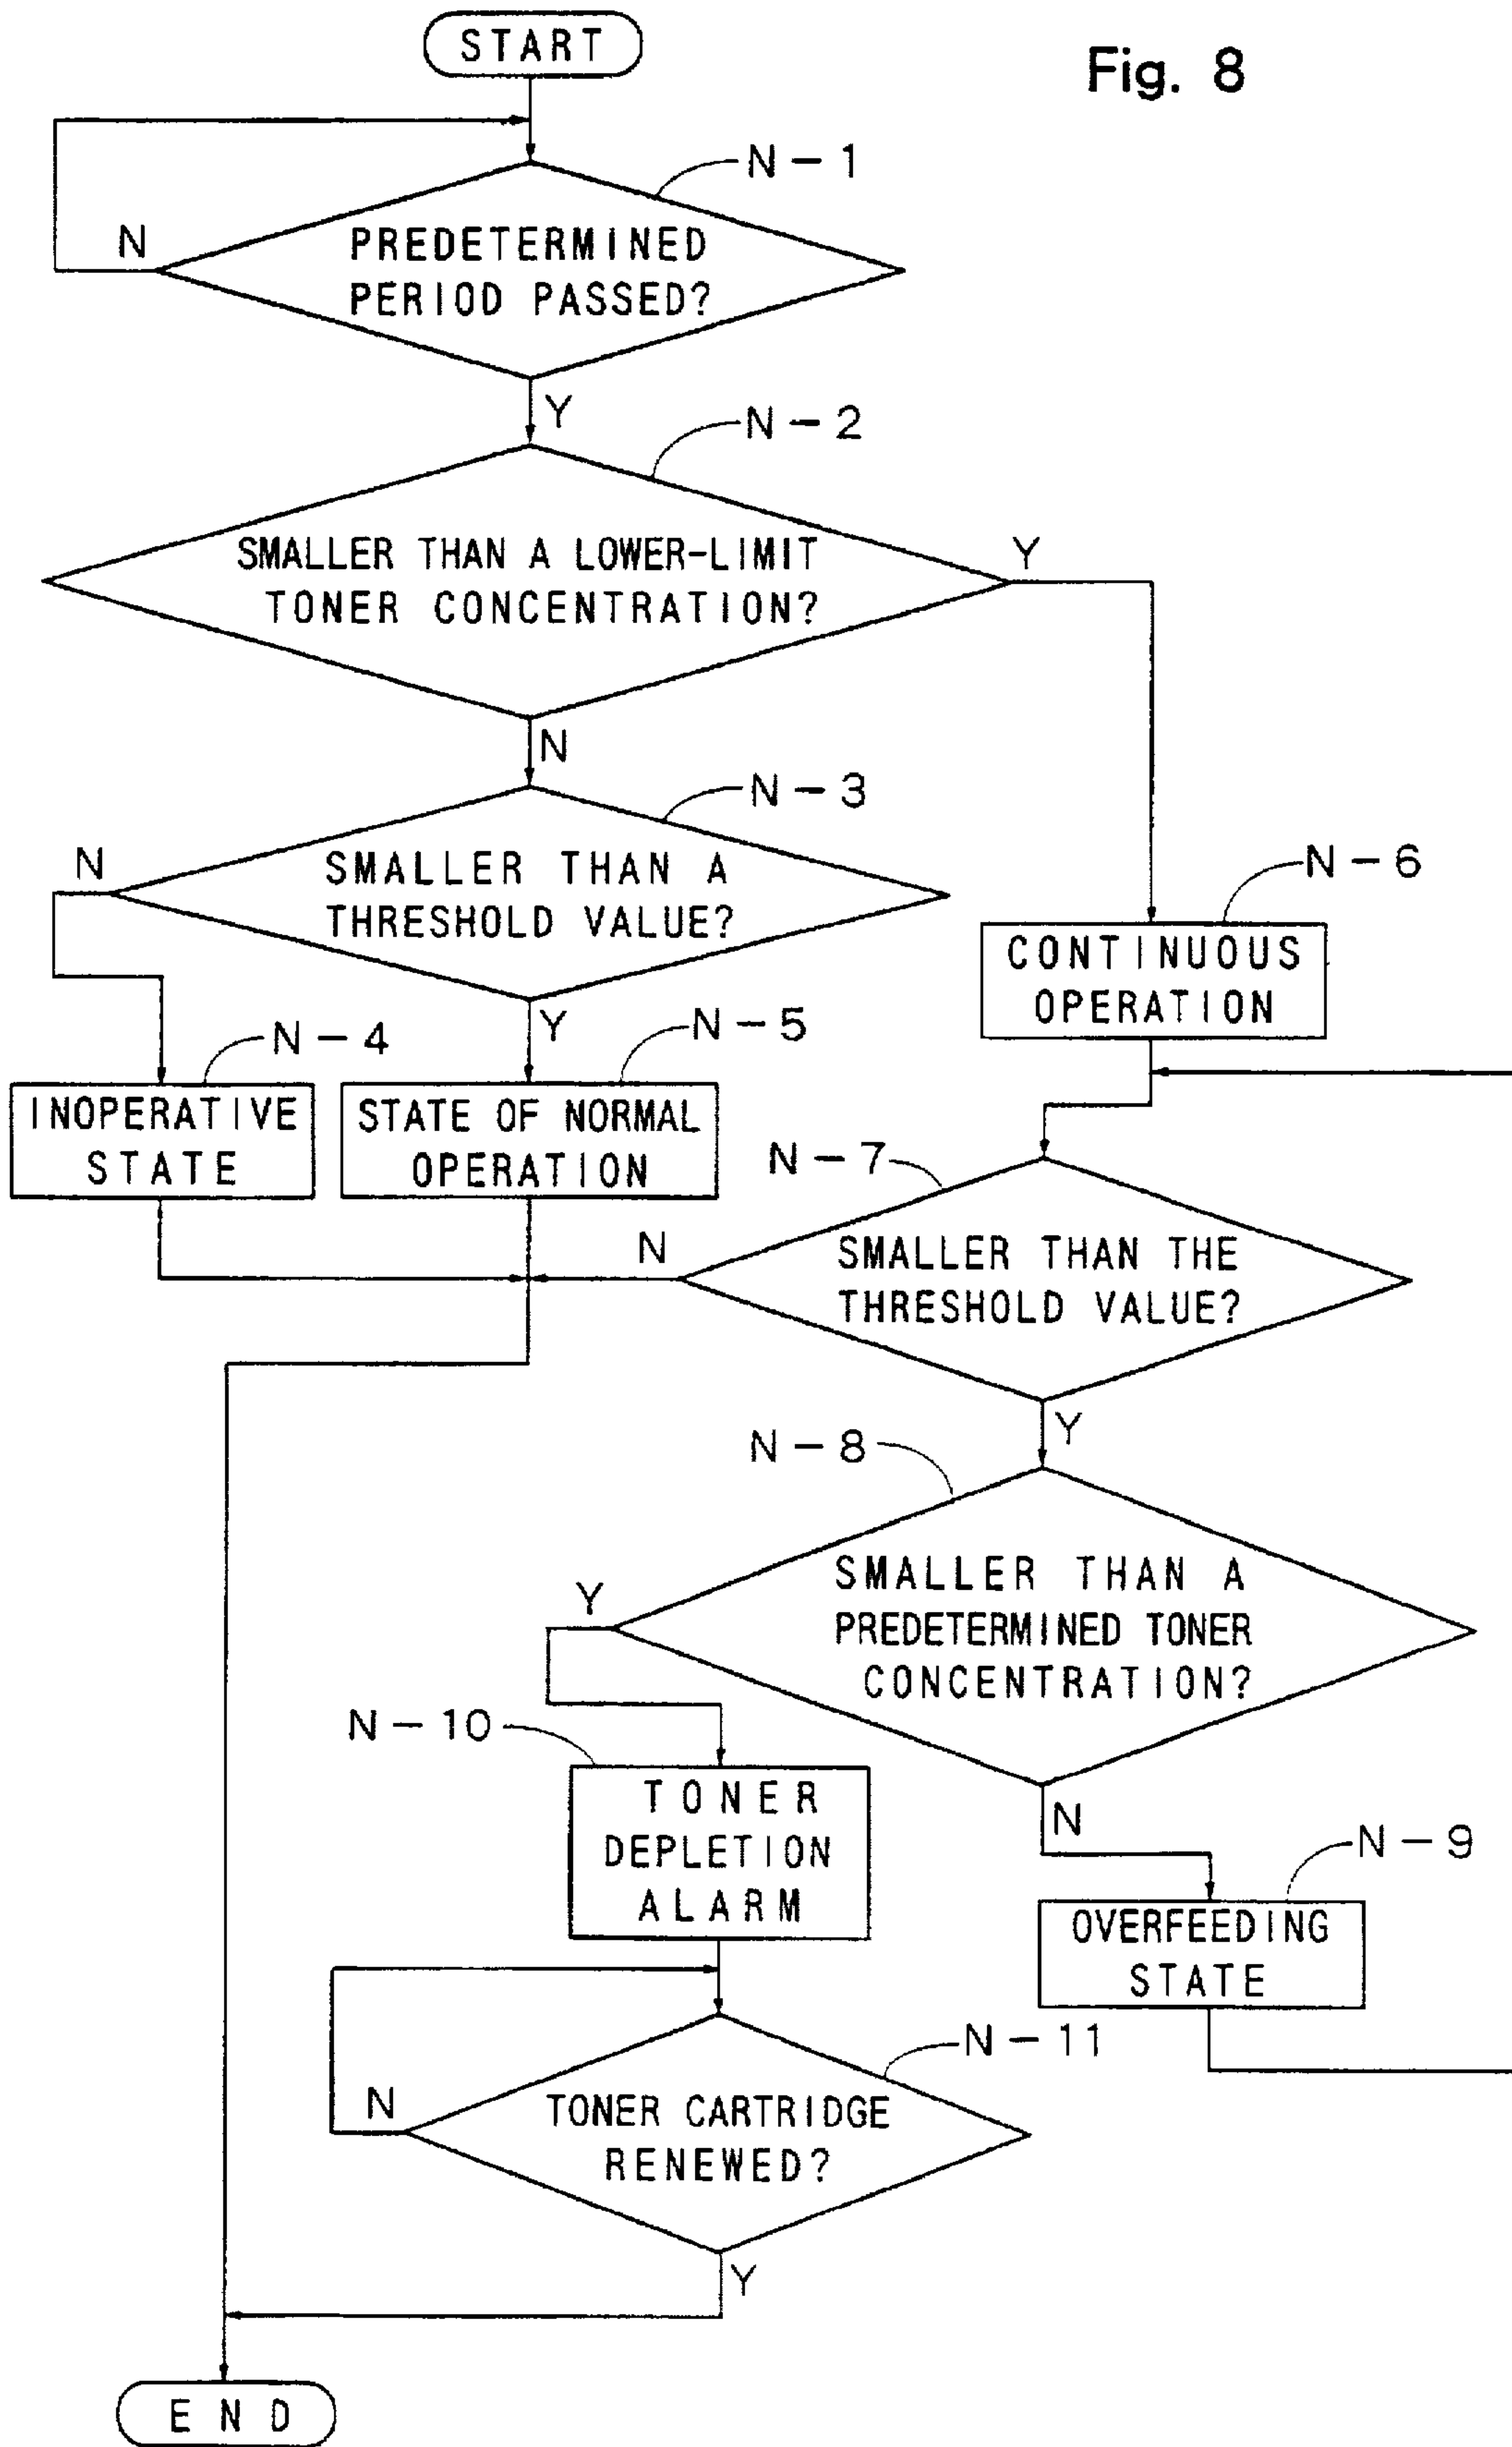 START
Fig. 8
N-1
N
PREDETERMINED
PERIOD PASSED?
Y
N-2
SMALLER THAN A LOWER-LIMIT
TONER CONCENTRATION?
Y
N
N-3
N
SMALLER THAN A
THRESHOLD VALUE?
N-6
CONTINUOUS
OPERATION
Y
N-4
N-5
INOPERATIVE
STATE
STATE OF NORMAL
OPERATION
N-7
N
SMALLER THAN THE
THRESHOLD VALUE?
Y
N-8
Y
SMALLER THAN A
PREDETERMINED TONER
CONCENTRATION?
N-10
TONER
DEPLETION
ALARM
N
N-9
OVERFEEDING
STATE
N-11
N
TONER CARTRIDGE
RENEWED?
Y
END